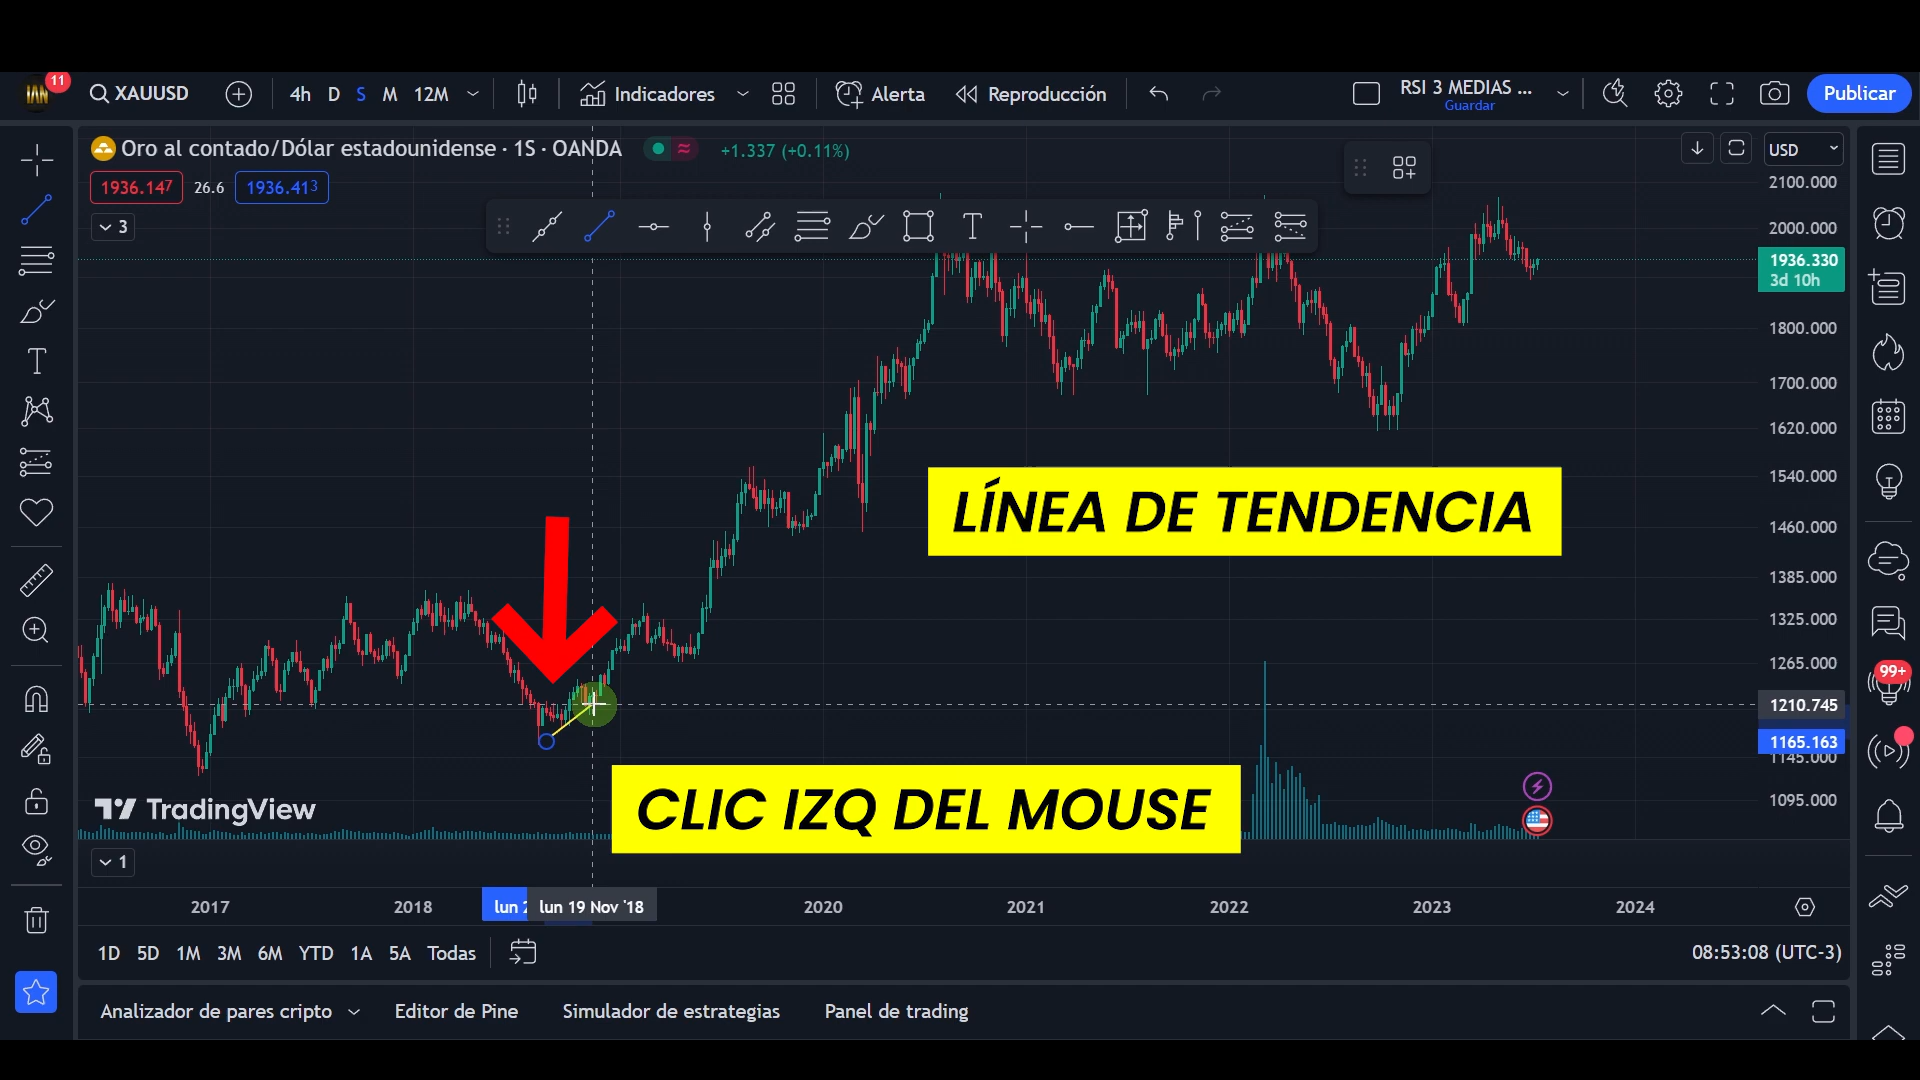 11
IAN
XAUUSD
4h D S M 12M
Indicadores
Alerta
Reproducción
RSI 3 MEDIAS ...
Guardar
Publicar
Oro al contado/Dólar estadounidense · 1S · OANDA
+1.337 (+0.11%)
USD
1936.147
26.6
1936.413
3
2100.000
2000.000
1936.330
3d 10h
1800.000
1700.000
1620.000
1540.000
1460.000
1385.000
1325.000
1265.000
1210.745
1165.163
1145.000
1095.000
99+
LÍNEA DE TENDENCIA
CLIC IZQ DEL MOUSE
TradingView
1
2017
2018
lun 2
lun 19 Nov '18
2020
2021
2022
2023
2024
1D 5D 1M 3M 6M YTD 1A 5A Todas
08:53:08 (UTC-3)
Analizador de pares cripto
Editor de Pine
Simulador de estrategias
Panel de trading